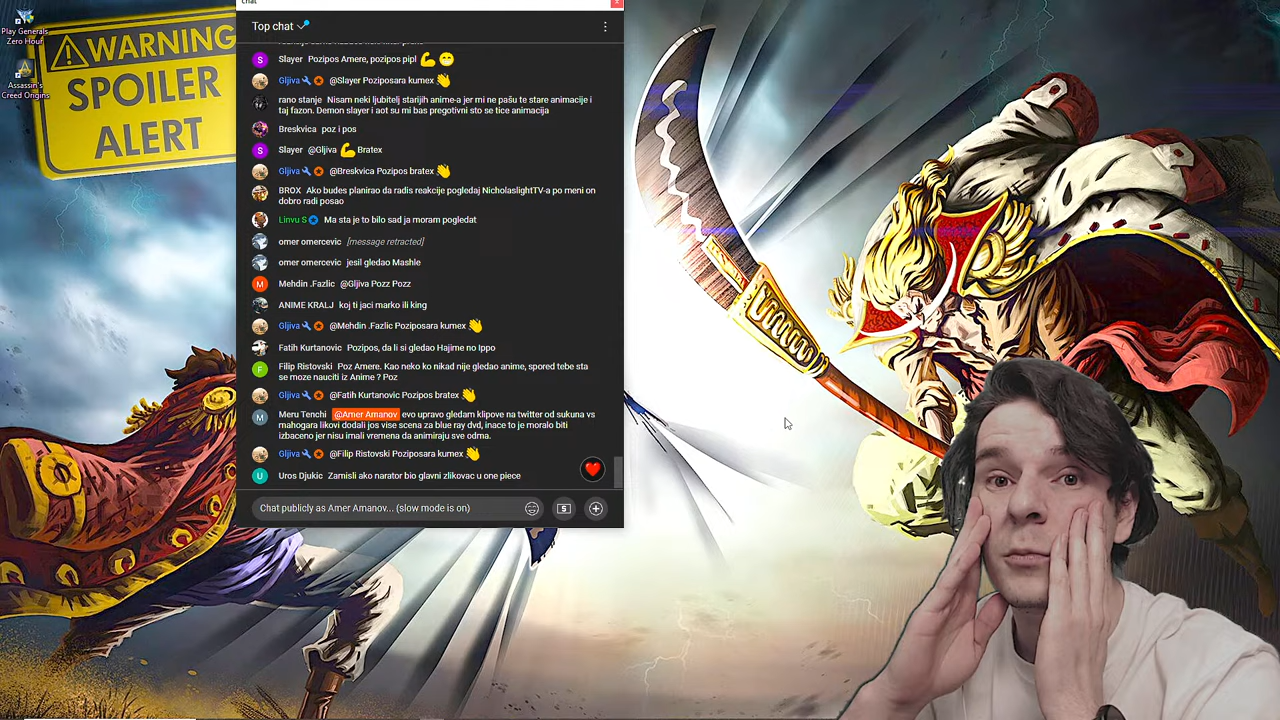 Play Generals
Zero Hour
Assassin's
Creed Origins
WARNING
SPOILER
ALERT
Chat
Top chat
Slayer Pozipos Amere, pozipos pipl 💪😁
Gljiva @Slayer Poziposara kumex 👋
rano stanje Nisam neki ljubitelj starijih anime-a jer mi ne pašu te stare animacije i
taj fazon. Demon slayer i aot su mi bas pregotivni sto se tice animacija
Breskvica poz i pos
Slayer @Gljiva 💪 Bratex
Gljiva @Breskvica Pozipos bratex 👋
BROX Ako budes planirao da radis reakcije pogledaj NicholaslightTV-a po meni on
dobro radi posao
Linvu S Ma sta je to bilo sad ja moram pogledat
omer omercevic [message retracted]
omer omercevic jesil gledao Mashle
Mehdin .Fazlic @Gljiva Pozz Pozz
ANIME KRALJ koj ti jaci marko ili king
Gljiva @Mehdin .Fazlic Poziposara kumex 👋
Fatih Kurtanovic Pozipos, da li si gledao Hajime no Ippo
Filip Ristovski Poz Amere. Kao neko ko nikad nije gledao anime, spored tebe sta
se moze nauciti iz Anime ? Poz
Gljiva @Fatih Kurtanovic Pozipos bratex 👋
Meru Tenchi @Amer Amanov evo upravo gledam klipove na twitter od sukuna vs
mahogara likovi dodali jos vise scena za blue ray dvd, inace to je moralo biti
izbaceno jer nisu imali vremena da animiraju sve odma.
Gljiva @Filip Ristovski Poziposara kumex 👋
Uros Djukic Zamisli ako narator bio glavni zlikovac u one piece
Chat publicly as Amer Amanov... (slow mode is on)